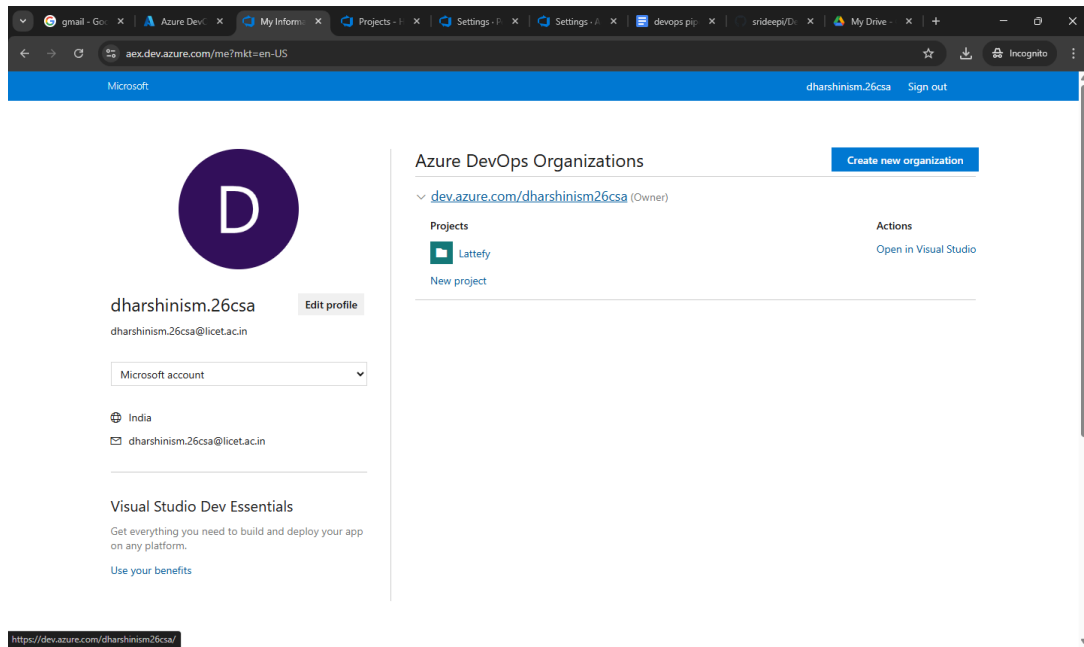 gmail - Goo
Azure DevO
My Informa
Projects - H
Settings - P
Settings - A
devops pip
srideepi/De
My Drive -
aex.dev.azure.com/me?mkt=en-US
Incognito
Microsoft
dharshinism.26csa Sign out
D
dharshinism.26csa
Edit profile
dharshinism.26csa@licet.ac.in
Microsoft account
India
dharshinism.26csa@licet.ac.in
Visual Studio Dev Essentials
Get everything you need to build and deploy your app
on any platform.
Use your benefits
Azure DevOps Organizations
Create new organization
dev.azure.com/dharshinism26csa (Owner)
Projects
Actions
Lattefy
Open in Visual Studio
New project
https://dev.azure.com/dharshinism26csa/